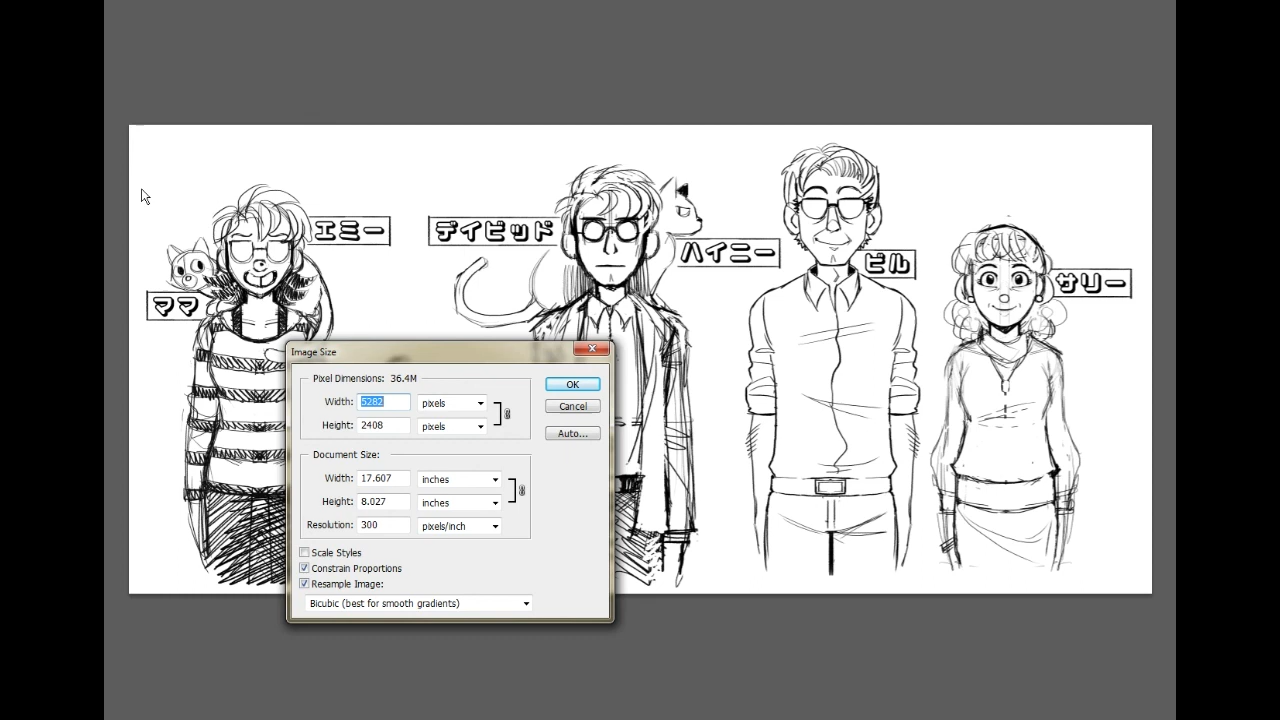 エミー
デイビッド
ハイニー
ビル
サリー
ママ
Image Size
Pixel Dimensions: 36.4M
Width: 5282 pixels
Height: 2408 pixels
Document Size:
Width: 17.607 inches
Height: 8.027 inches
Resolution: 300 pixels/inch
Scale Styles
Constrain Proportions
Resample Image:
Bicubic (best for smooth gradients)
OK
Cancel
Auto...